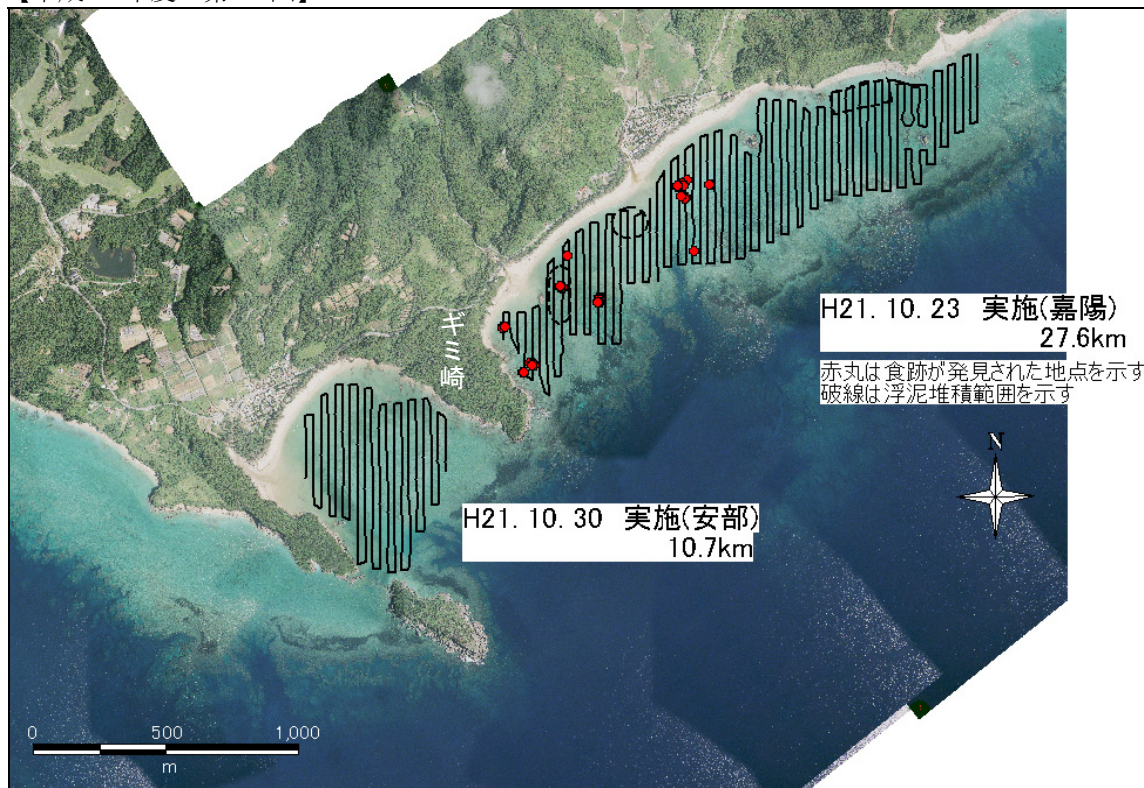 ギミ崎
H21.10.23 実施(嘉陽)
27.6km
赤丸は食跡が発見された地点を示す
破線は浮泥堆積範囲を示す
N
H21.10.30 実施(安部)
10.7km
0 500 1,000
m